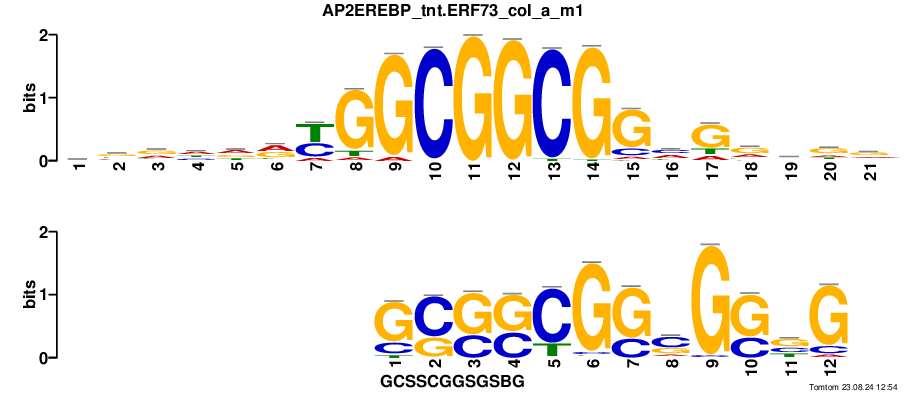 AP2EREBP_tnt.ERF73_col_a_m1
2
1
0
bits
T G G C G G C G G G
1 2 3 4 5 6 7 8 9 10 11 12 13 14 15 16 17 18 19 20 21
2
1
0
bits
G C G G C G G C G G G G
1 2 3 4 5 6 7 8 9 10 11 12
GCSSCGGSGSBG
Tomtom 23.08.24 12:54